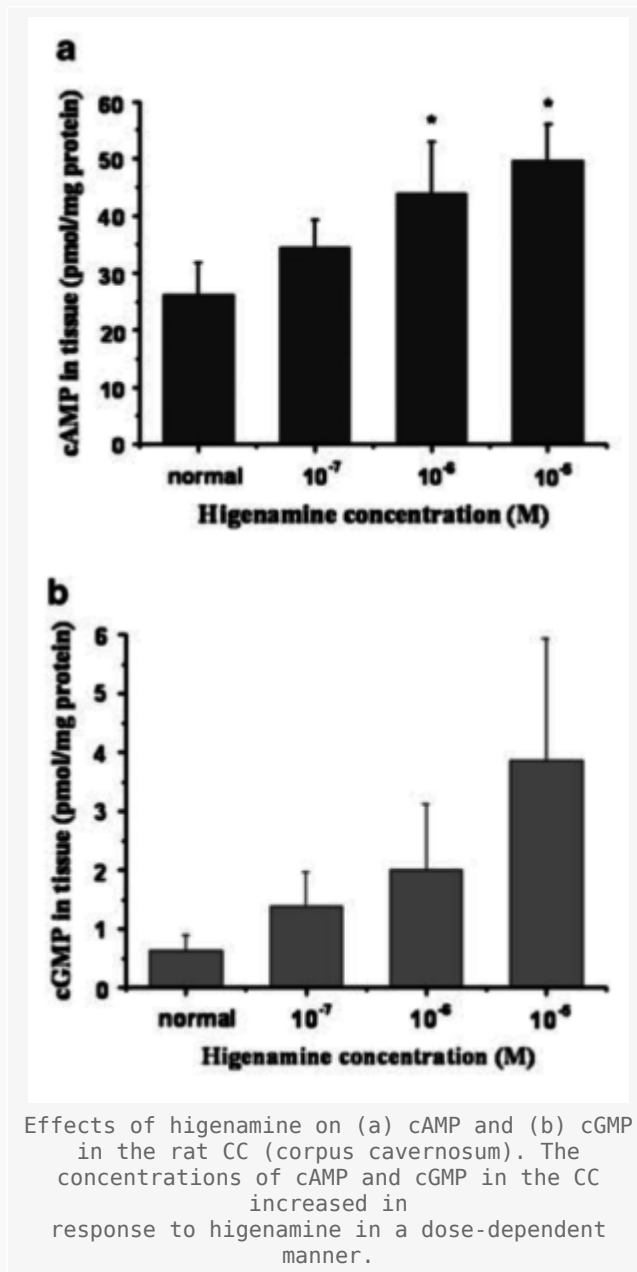 a
cAMP in tissue (pmol/mg protein)
60
50
40
30
20
10
0
* *
normal 10⁻⁷ 10⁻⁶ 10⁻⁵
Higenamine concentration (M)
b
cGMP in tissue (pmol/mg protein)
6
5
4
3
2
1
0
normal 10⁻⁷ 10⁻⁶ 10⁻⁵
Higenamine concentration (M)
Effects of higenamine on (a) cAMP and (b) cGMP
in the rat CC (corpus cavernosum). The
concentrations of cAMP and cGMP in the CC
increased in
response to higenamine in a dose-dependent
manner.